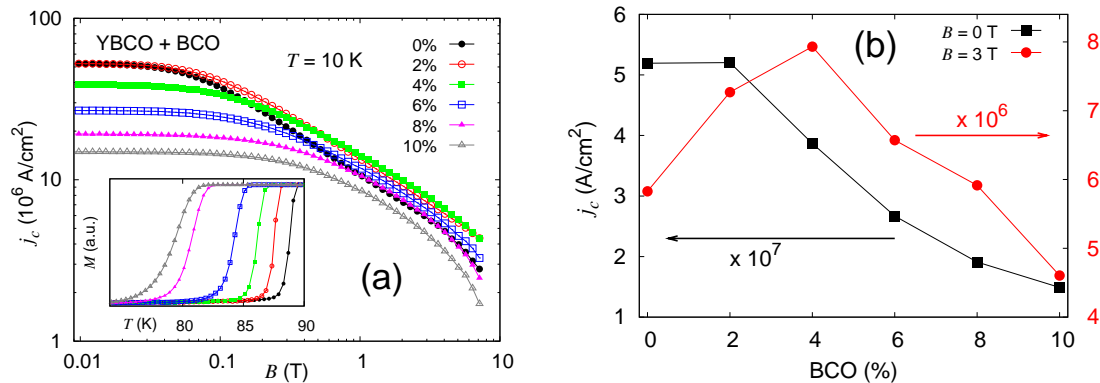 YBCO + BCO
T = 10 K
0%
2%
4%
6%
8%
10%
j_c (10^6 A/cm^2)
100
10
1
0.01
0.1
1
10
B (T)
M (a.u.)
T (K)
80
85
90
(a)
(b)
B = 0 T
B = 3 T
j_c (A/cm^2)
6
5
4
3
2
1
x 10^6
x 10^7
8
7
6
5
4
0
2
4
6
8
10
BCO (%)